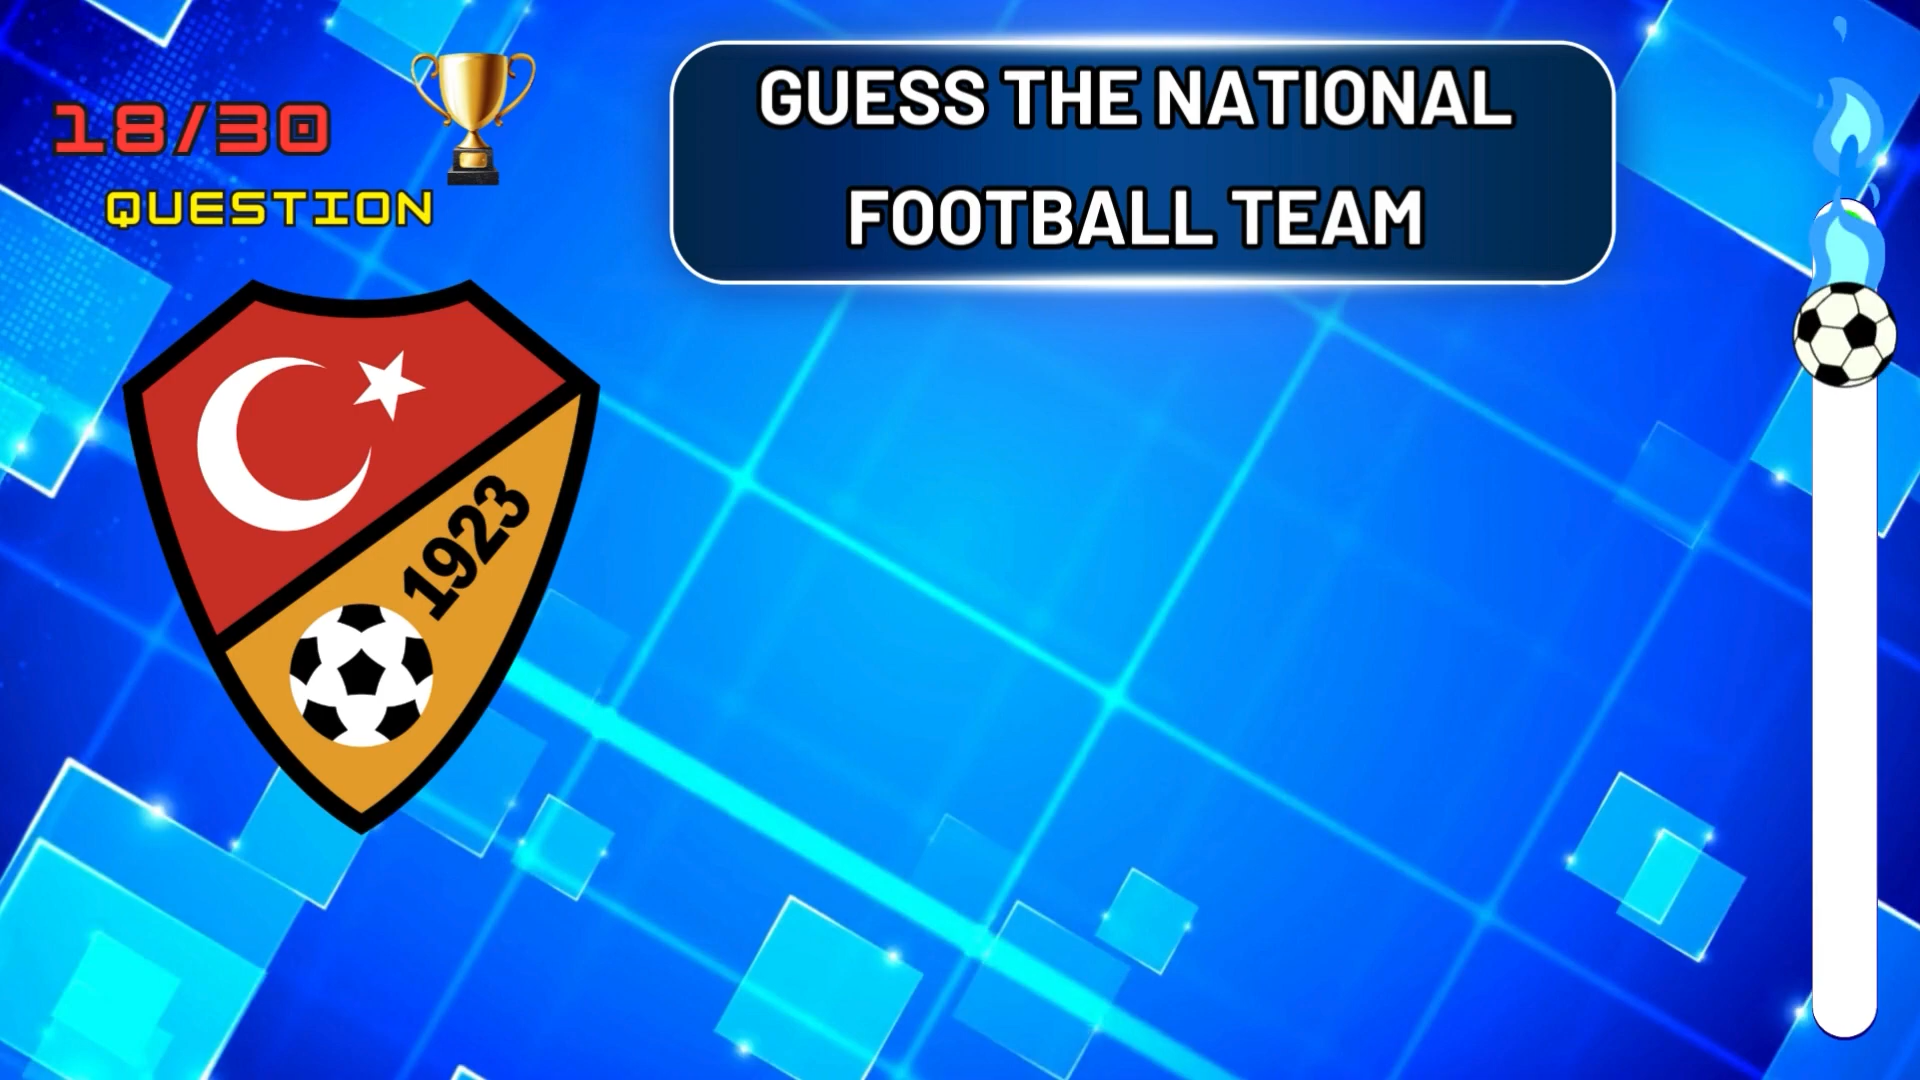 18/30
QUESTION
GUESS THE NATIONAL
FOOTBALL TEAM
1923